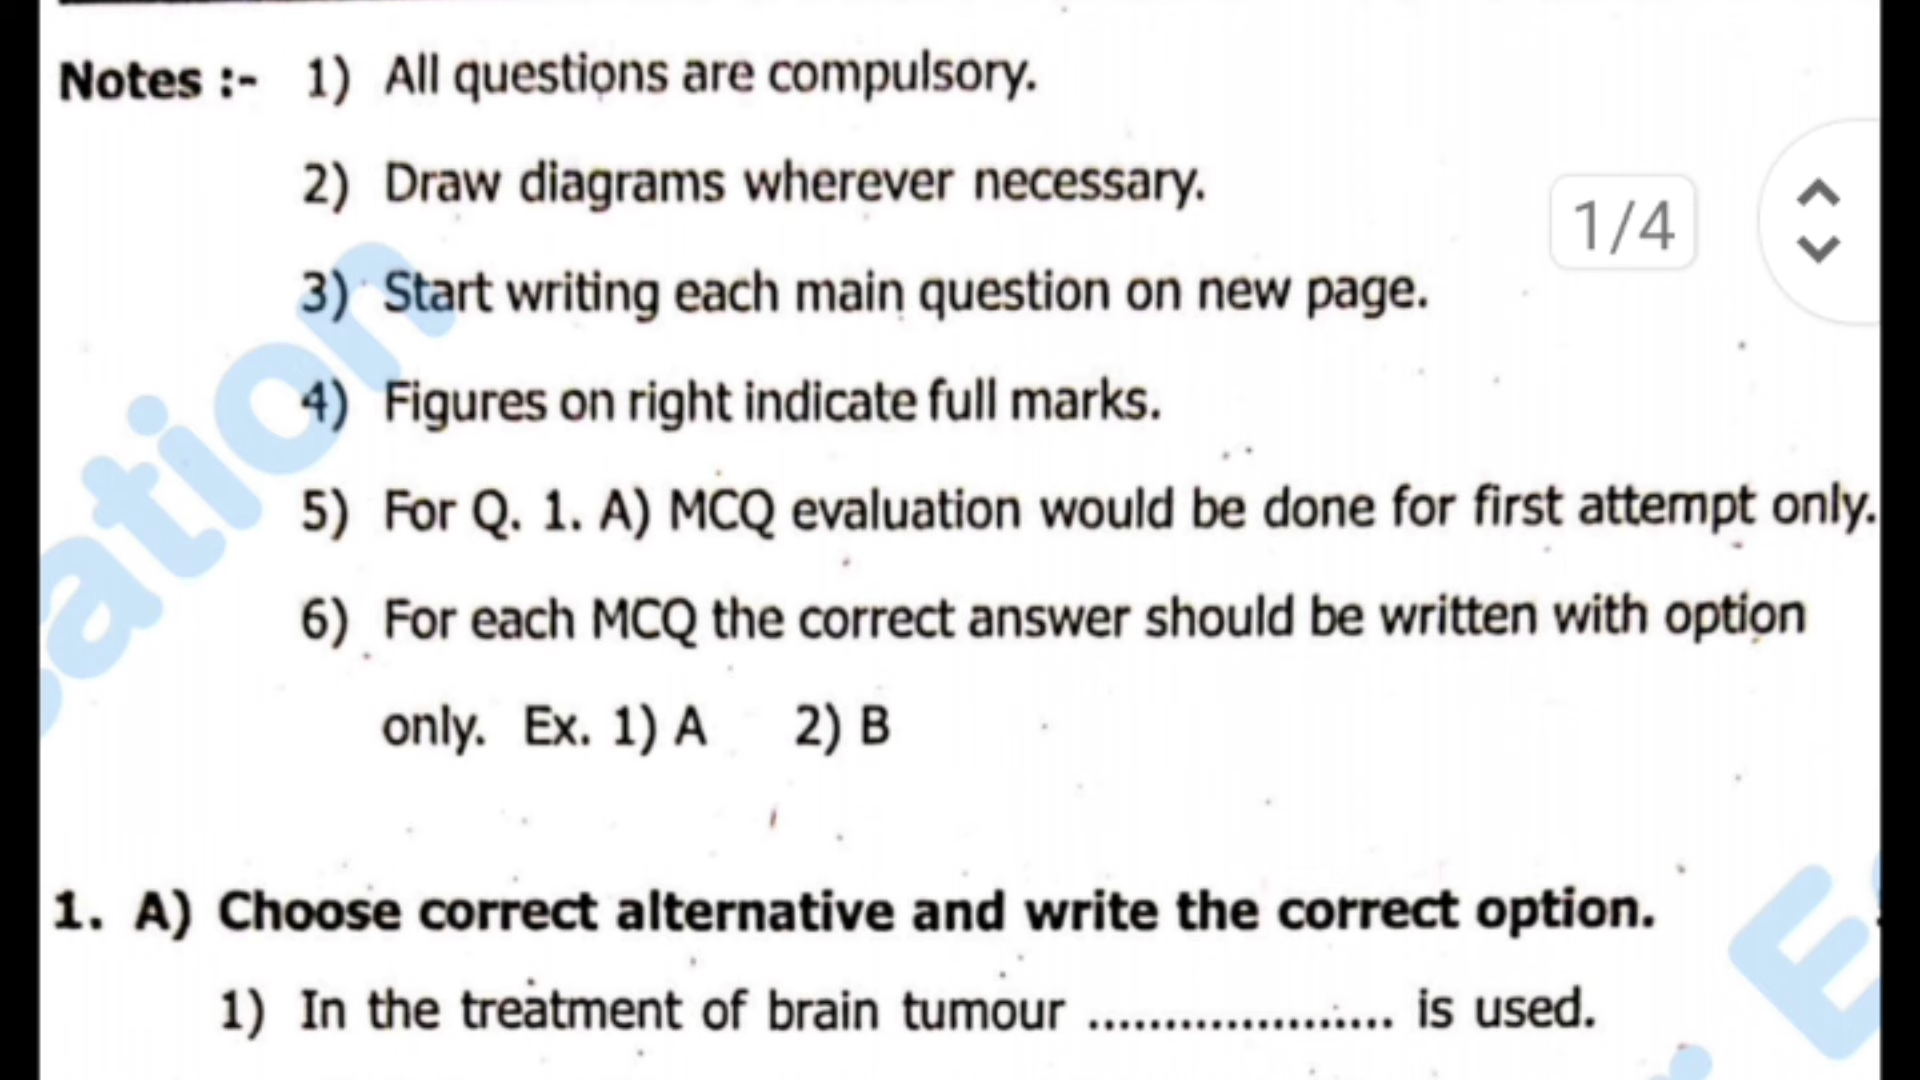 Notes :- 1) All questions are compulsory.
2) Draw diagrams wherever necessary.
1/4
3) Start writing each main question on new page.
4) Figures on right indicate full marks.
5) For Q. 1. A) MCQ evaluation would be done for first attempt only.
6) For each MCQ the correct answer should be written with option
only. Ex. 1) A 2) B
ation
1. A) Choose correct alternative and write the correct option.
1) In the treatment of brain tumour .................... is used.